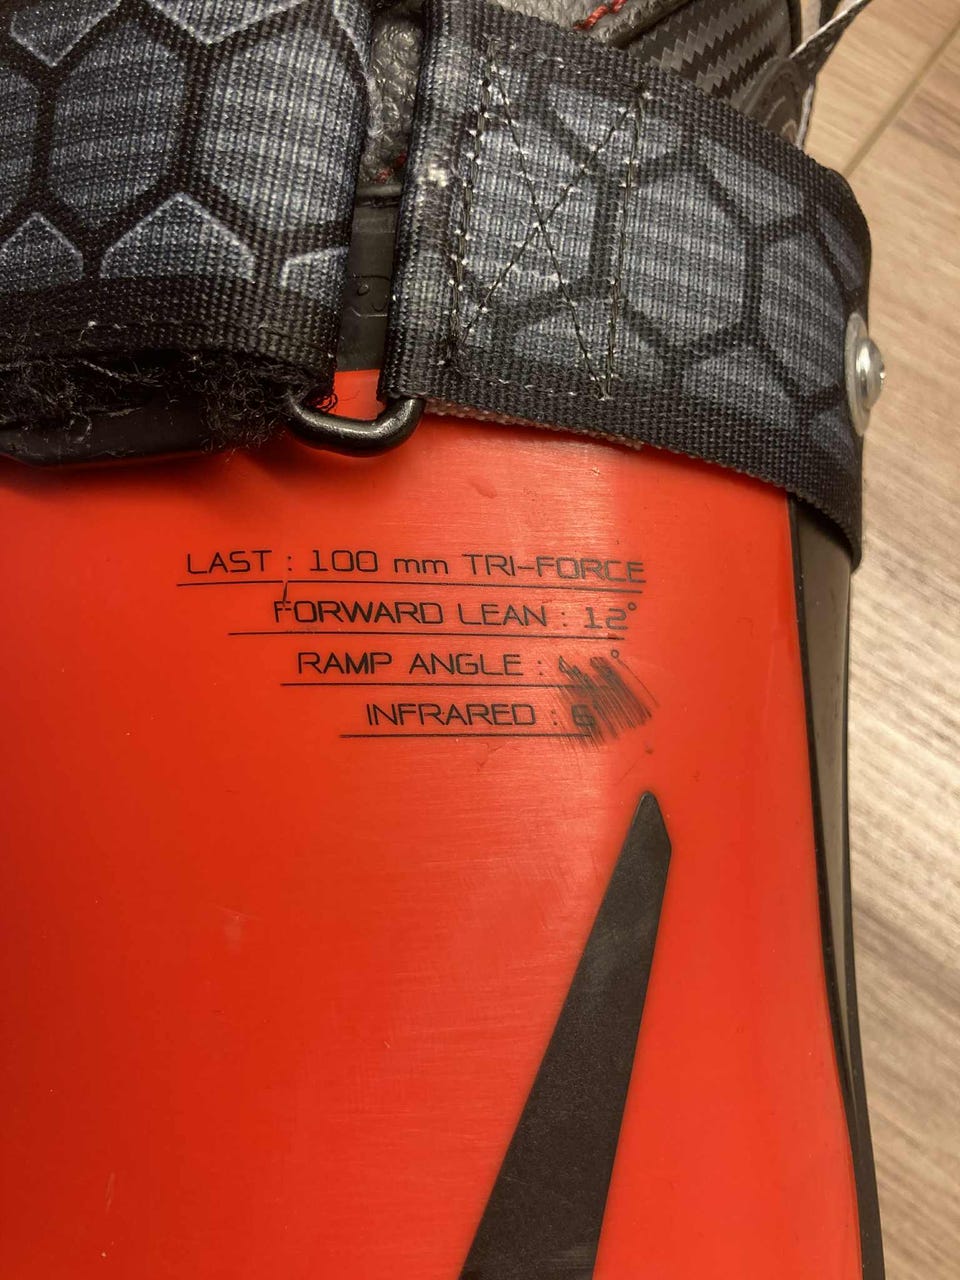 LAST : 100 mm TRI-FORCE
FORWARD LEAN : 12°
RAMP ANGLE :
INFRARED :